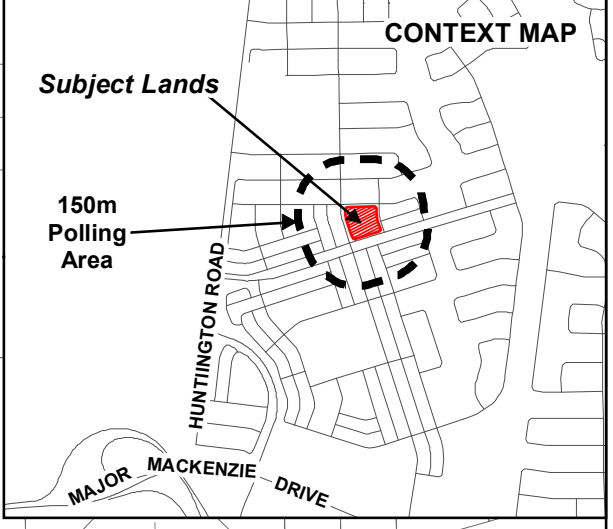 CONTEXT MAP
Subject Lands
150m
Polling
Area
HUNTIINGTON ROAD
MAJOR MACKENZIE DRIVE